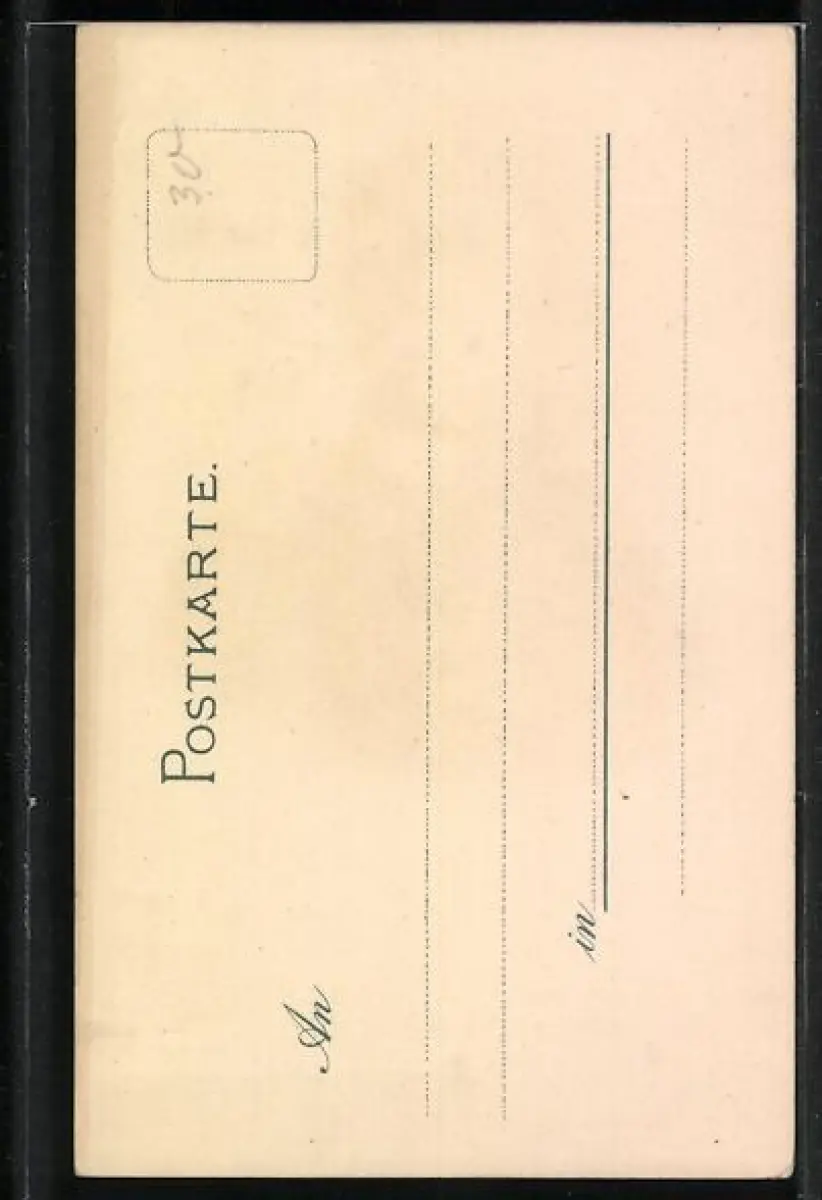 30
POSTKARTE.
An
in